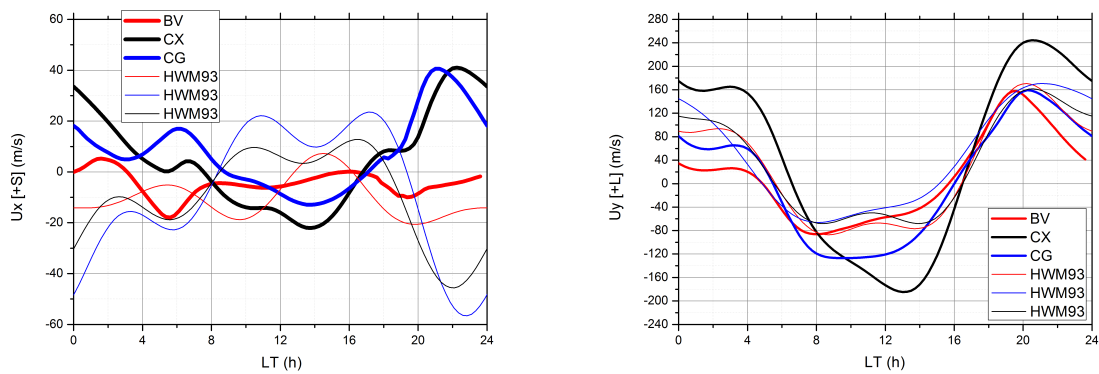 60
40
20
0
-20
-40
-60
Ux [+S] (m/s)
BV
CX
CG
HWM93
HWM93
HWM93
0 4 8 12 16 20 24
LT (h)
280
240
200
160
120
80
40
0
-40
-80
-120
-160
-200
-240
Uy [+L] (m/s)
BV
CX
CG
HWM93
HWM93
HWM93
0 4 8 12 16 20 24
LT (h)